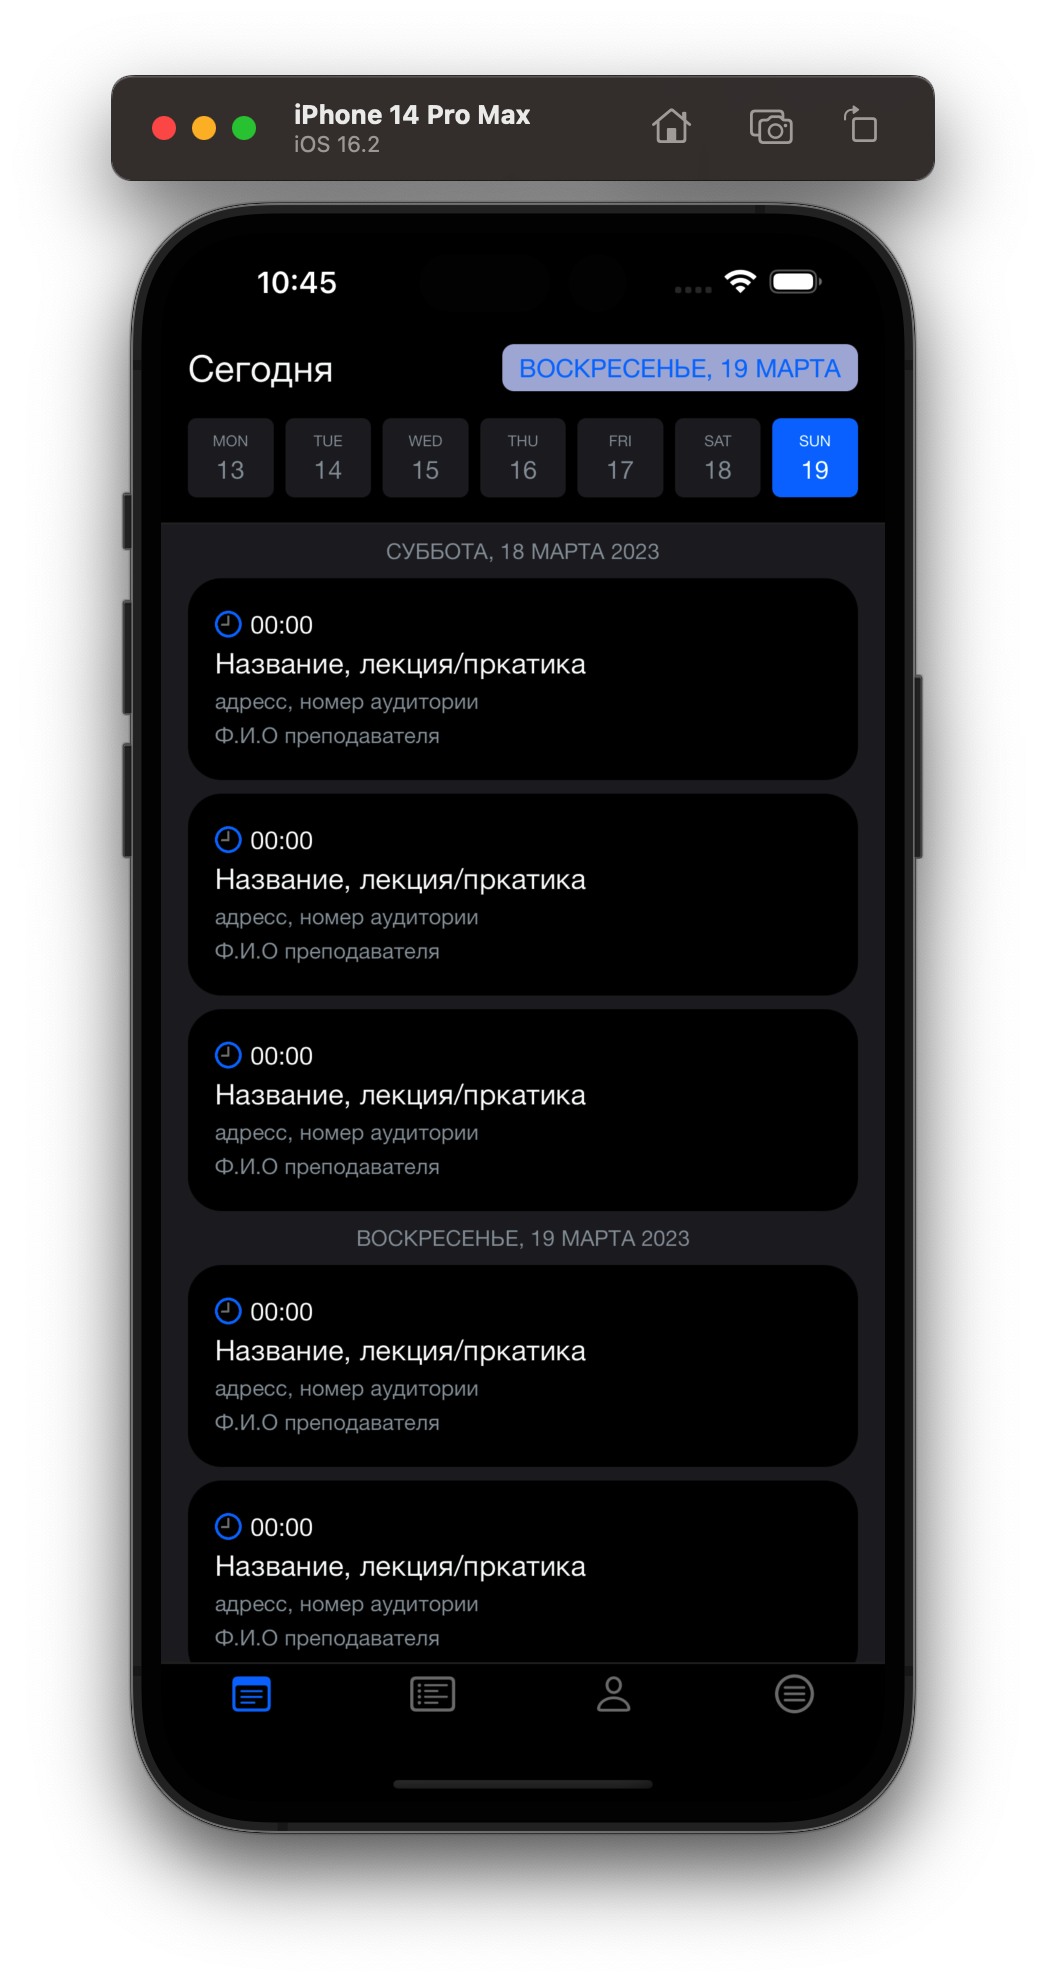 iPhone 14 Pro Max
iOS 16.2
10:45
Сегодня
ВОСКРЕСЕНЬЕ, 19 МАРТА
MON TUE WED THU FRI SAT SUN
13 14 15 16 17 18 19
СУББОТА, 18 МАРТА 2023
00:00
Название, лекция/пркатика
адресс, номер аудитории
Ф.И.О преподавателя
00:00
Название, лекция/пркатика
адресс, номер аудитории
Ф.И.О преподавателя
00:00
Название, лекция/пркатика
адресс, номер аудитории
Ф.И.О преподавателя
ВОСКРЕСЕНЬЕ, 19 МАРТА 2023
00:00
Название, лекция/пркатика
адресс, номер аудитории
Ф.И.О преподавателя
00:00
Название, лекция/пркатика
адресс, номер аудитории
Ф.И.О преподавателя